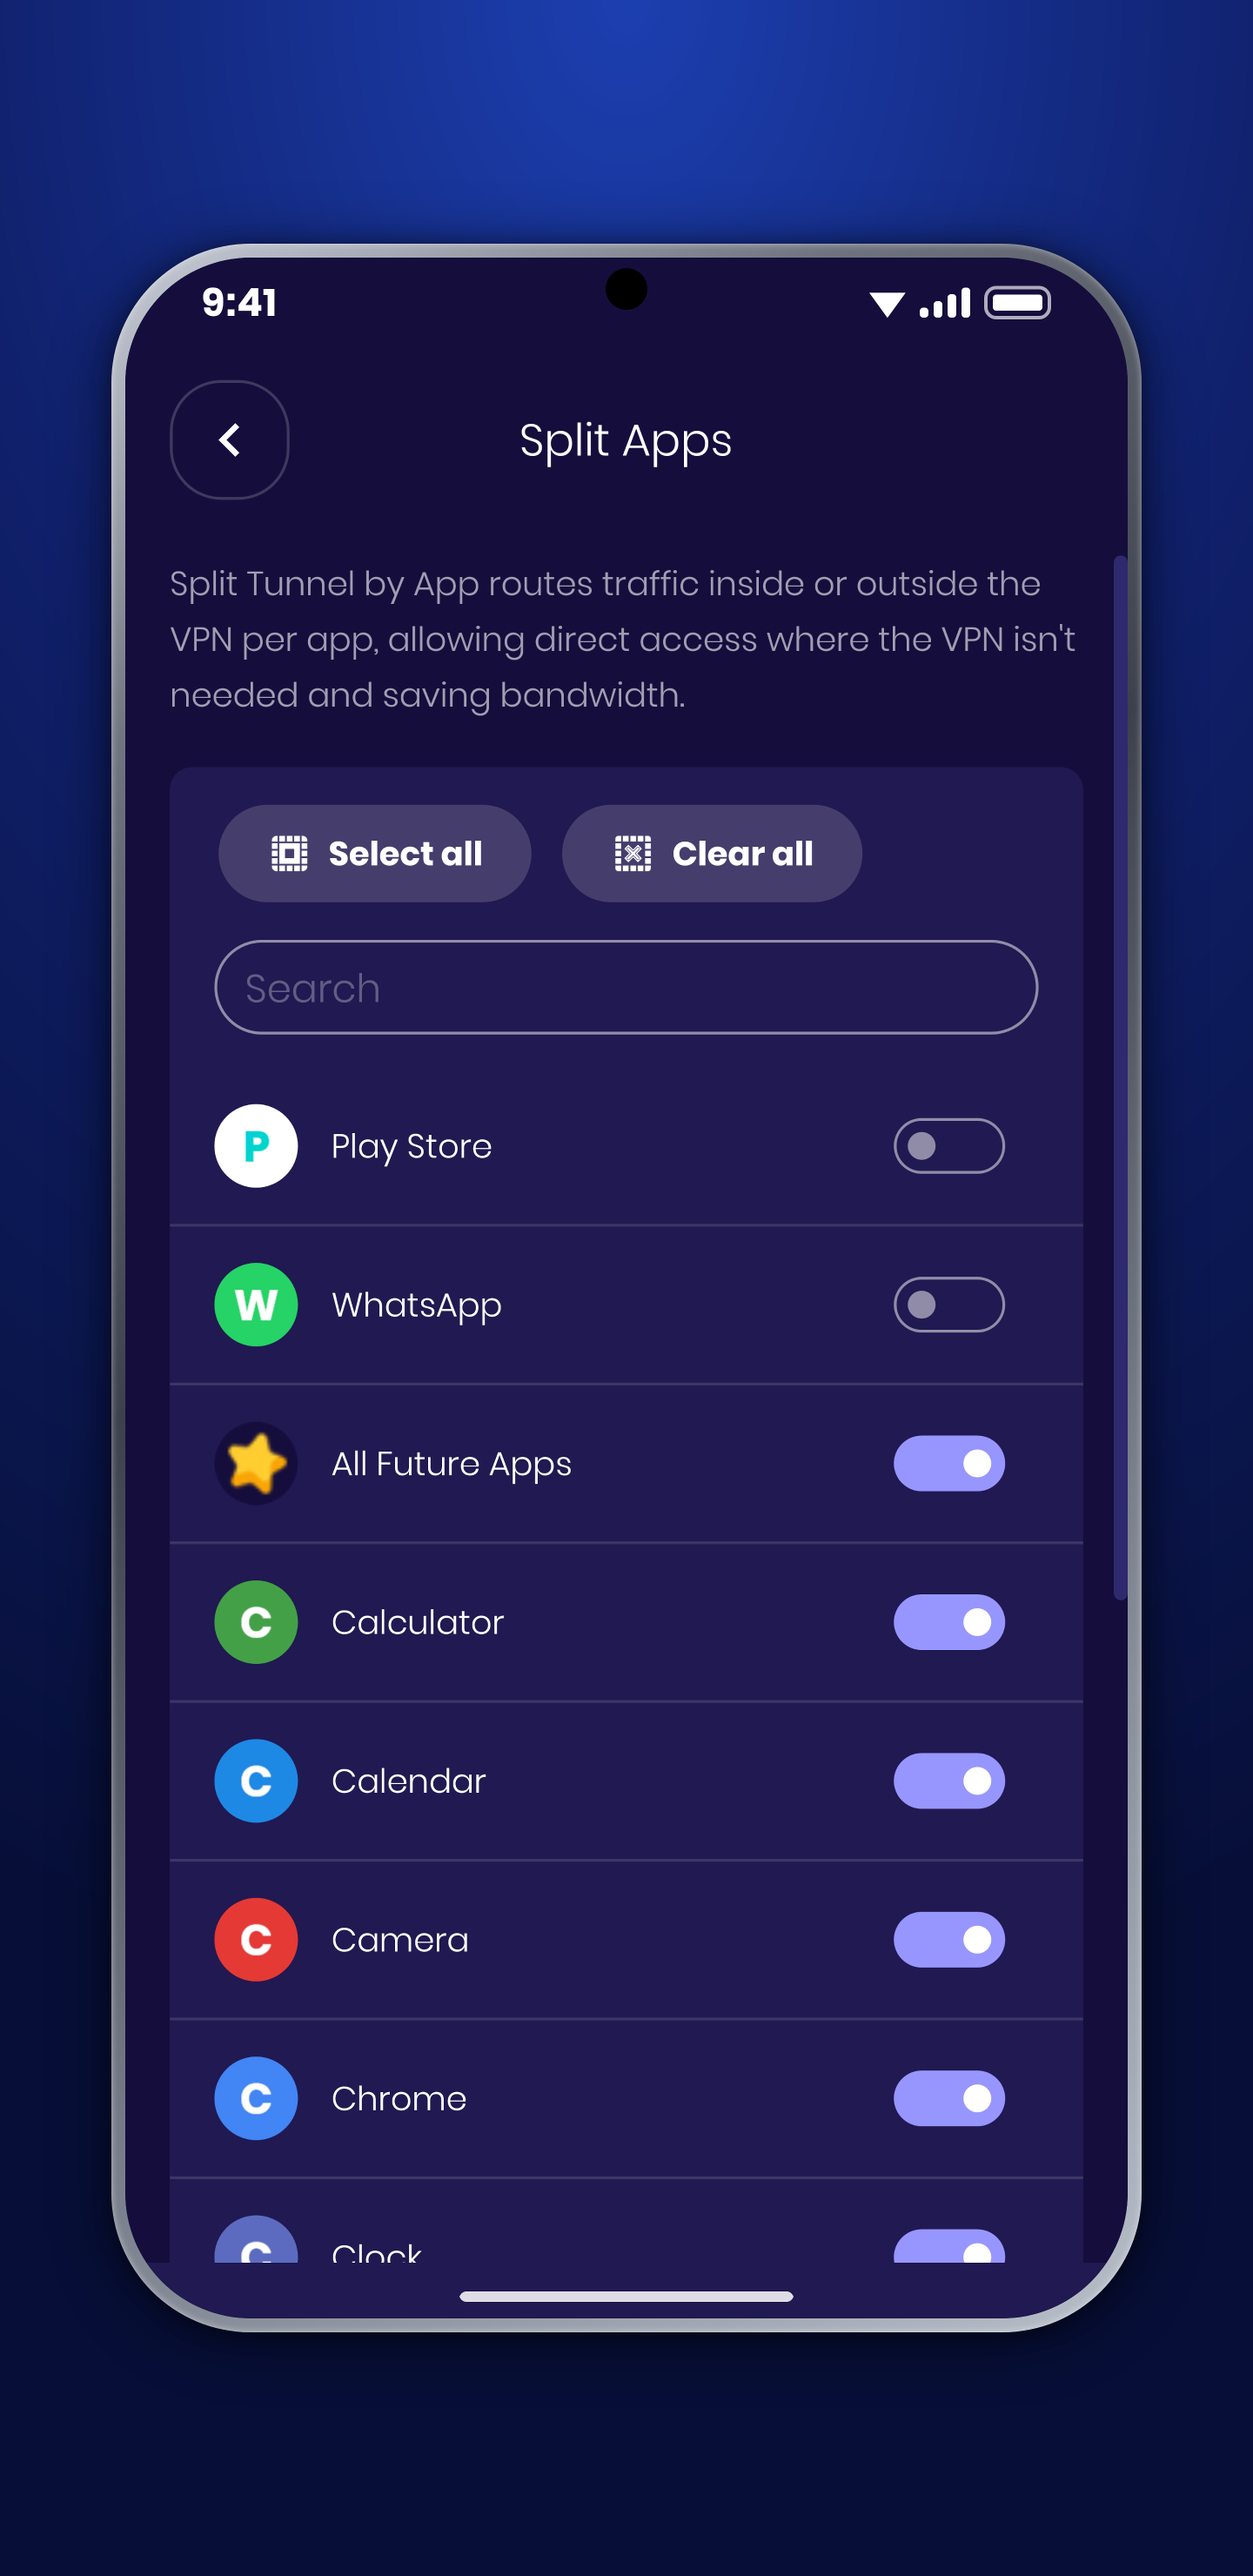 9:41
Split Apps
Split Tunnel by App routes traffic inside or outside the
VPN per app, allowing direct access where the VPN isn't
needed and saving bandwidth.
Select all
Clear all
Search
P Play Store
W WhatsApp
All Future Apps
C Calculator
C Calendar
C Camera
C Chrome
C Clock